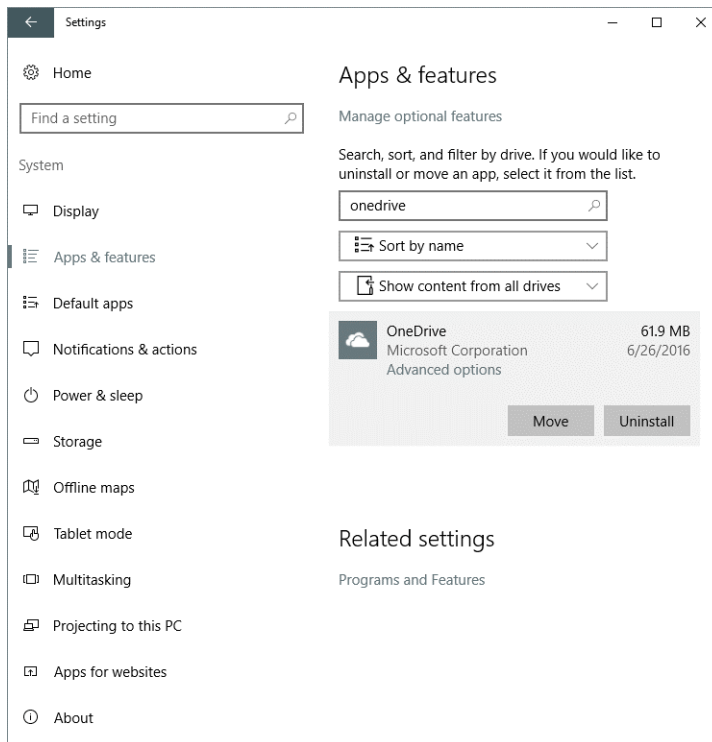 Settings
Home
Find a setting
System
Display
Apps & features
Default apps
Notifications & actions
Power & sleep
Storage
Offline maps
Tablet mode
Multitasking
Projecting to this PC
Apps for websites
About
Apps & features
Manage optional features
Search, sort, and filter by drive. If you would like to
uninstall or move an app, select it from the list.
onedrive
Sort by name
Show content from all drives
OneDrive 61.9 MB
Microsoft Corporation 6/26/2016
Advanced options
Move Uninstall
Related settings
Programs and Features